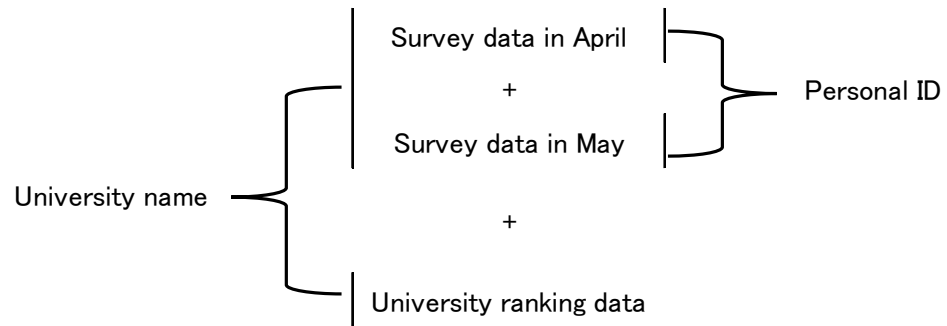 Survey data in April
+
Personal ID
Survey data in May
University name
+
University ranking data